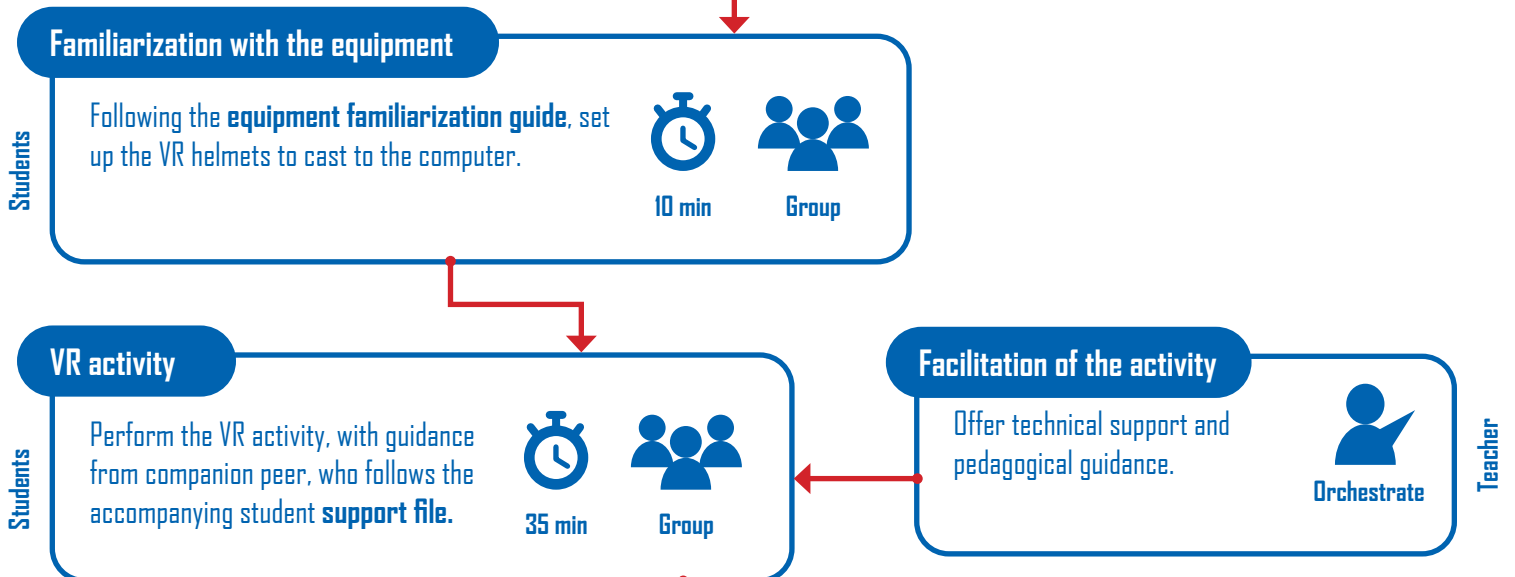 Familiarization with the equipment
Students
Following the equipment familiarization guide, set
up the VR helmets to cast to the computer.
10 min
Group
VR activity
Students
Perform the VR activity, with guidance
from companion peer, who follows the
accompanying student support file.
35 min
Group
Facilitation of the activity
Offer technical support and
pedagogical guidance.
Orchestrate
Teacher